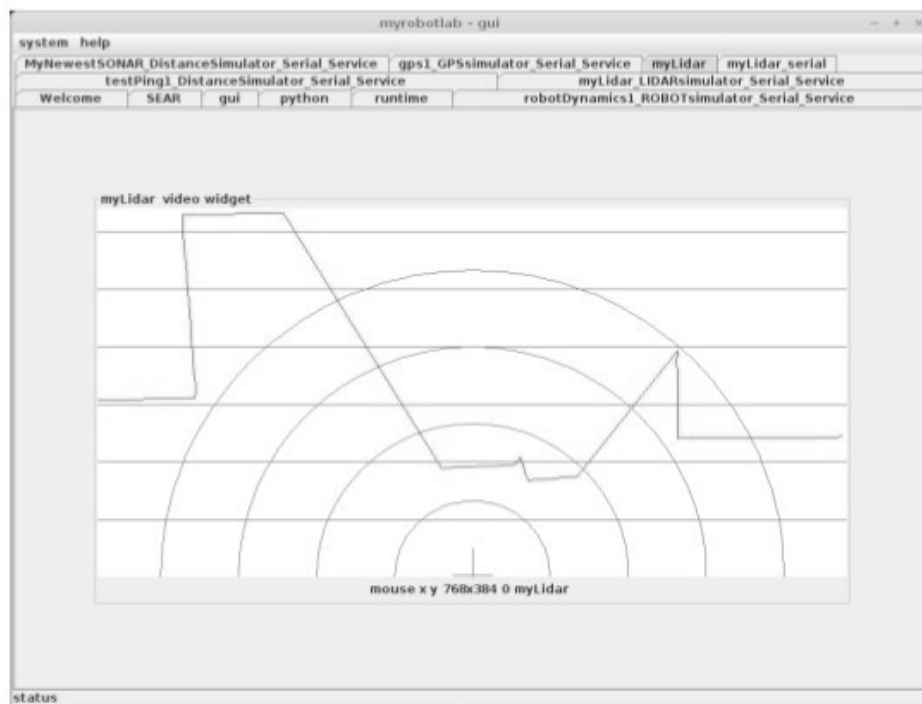 myrobotlab - gui
system help
MyNewestSONAR_DistanceSimulator_Serial_Service gps1_GPSsimulator_Serial_Service myLidar myLidar_serial
testPing1_DistanceSimulator_Serial_Service myLidar_LIDARsimulator_Serial_Service
Welcome SEAR gui python runtime robotDynamics1_ROBOTsimulator_Serial_Service
myLidar video widget
mouse x y 768x384 0 myLidar
status